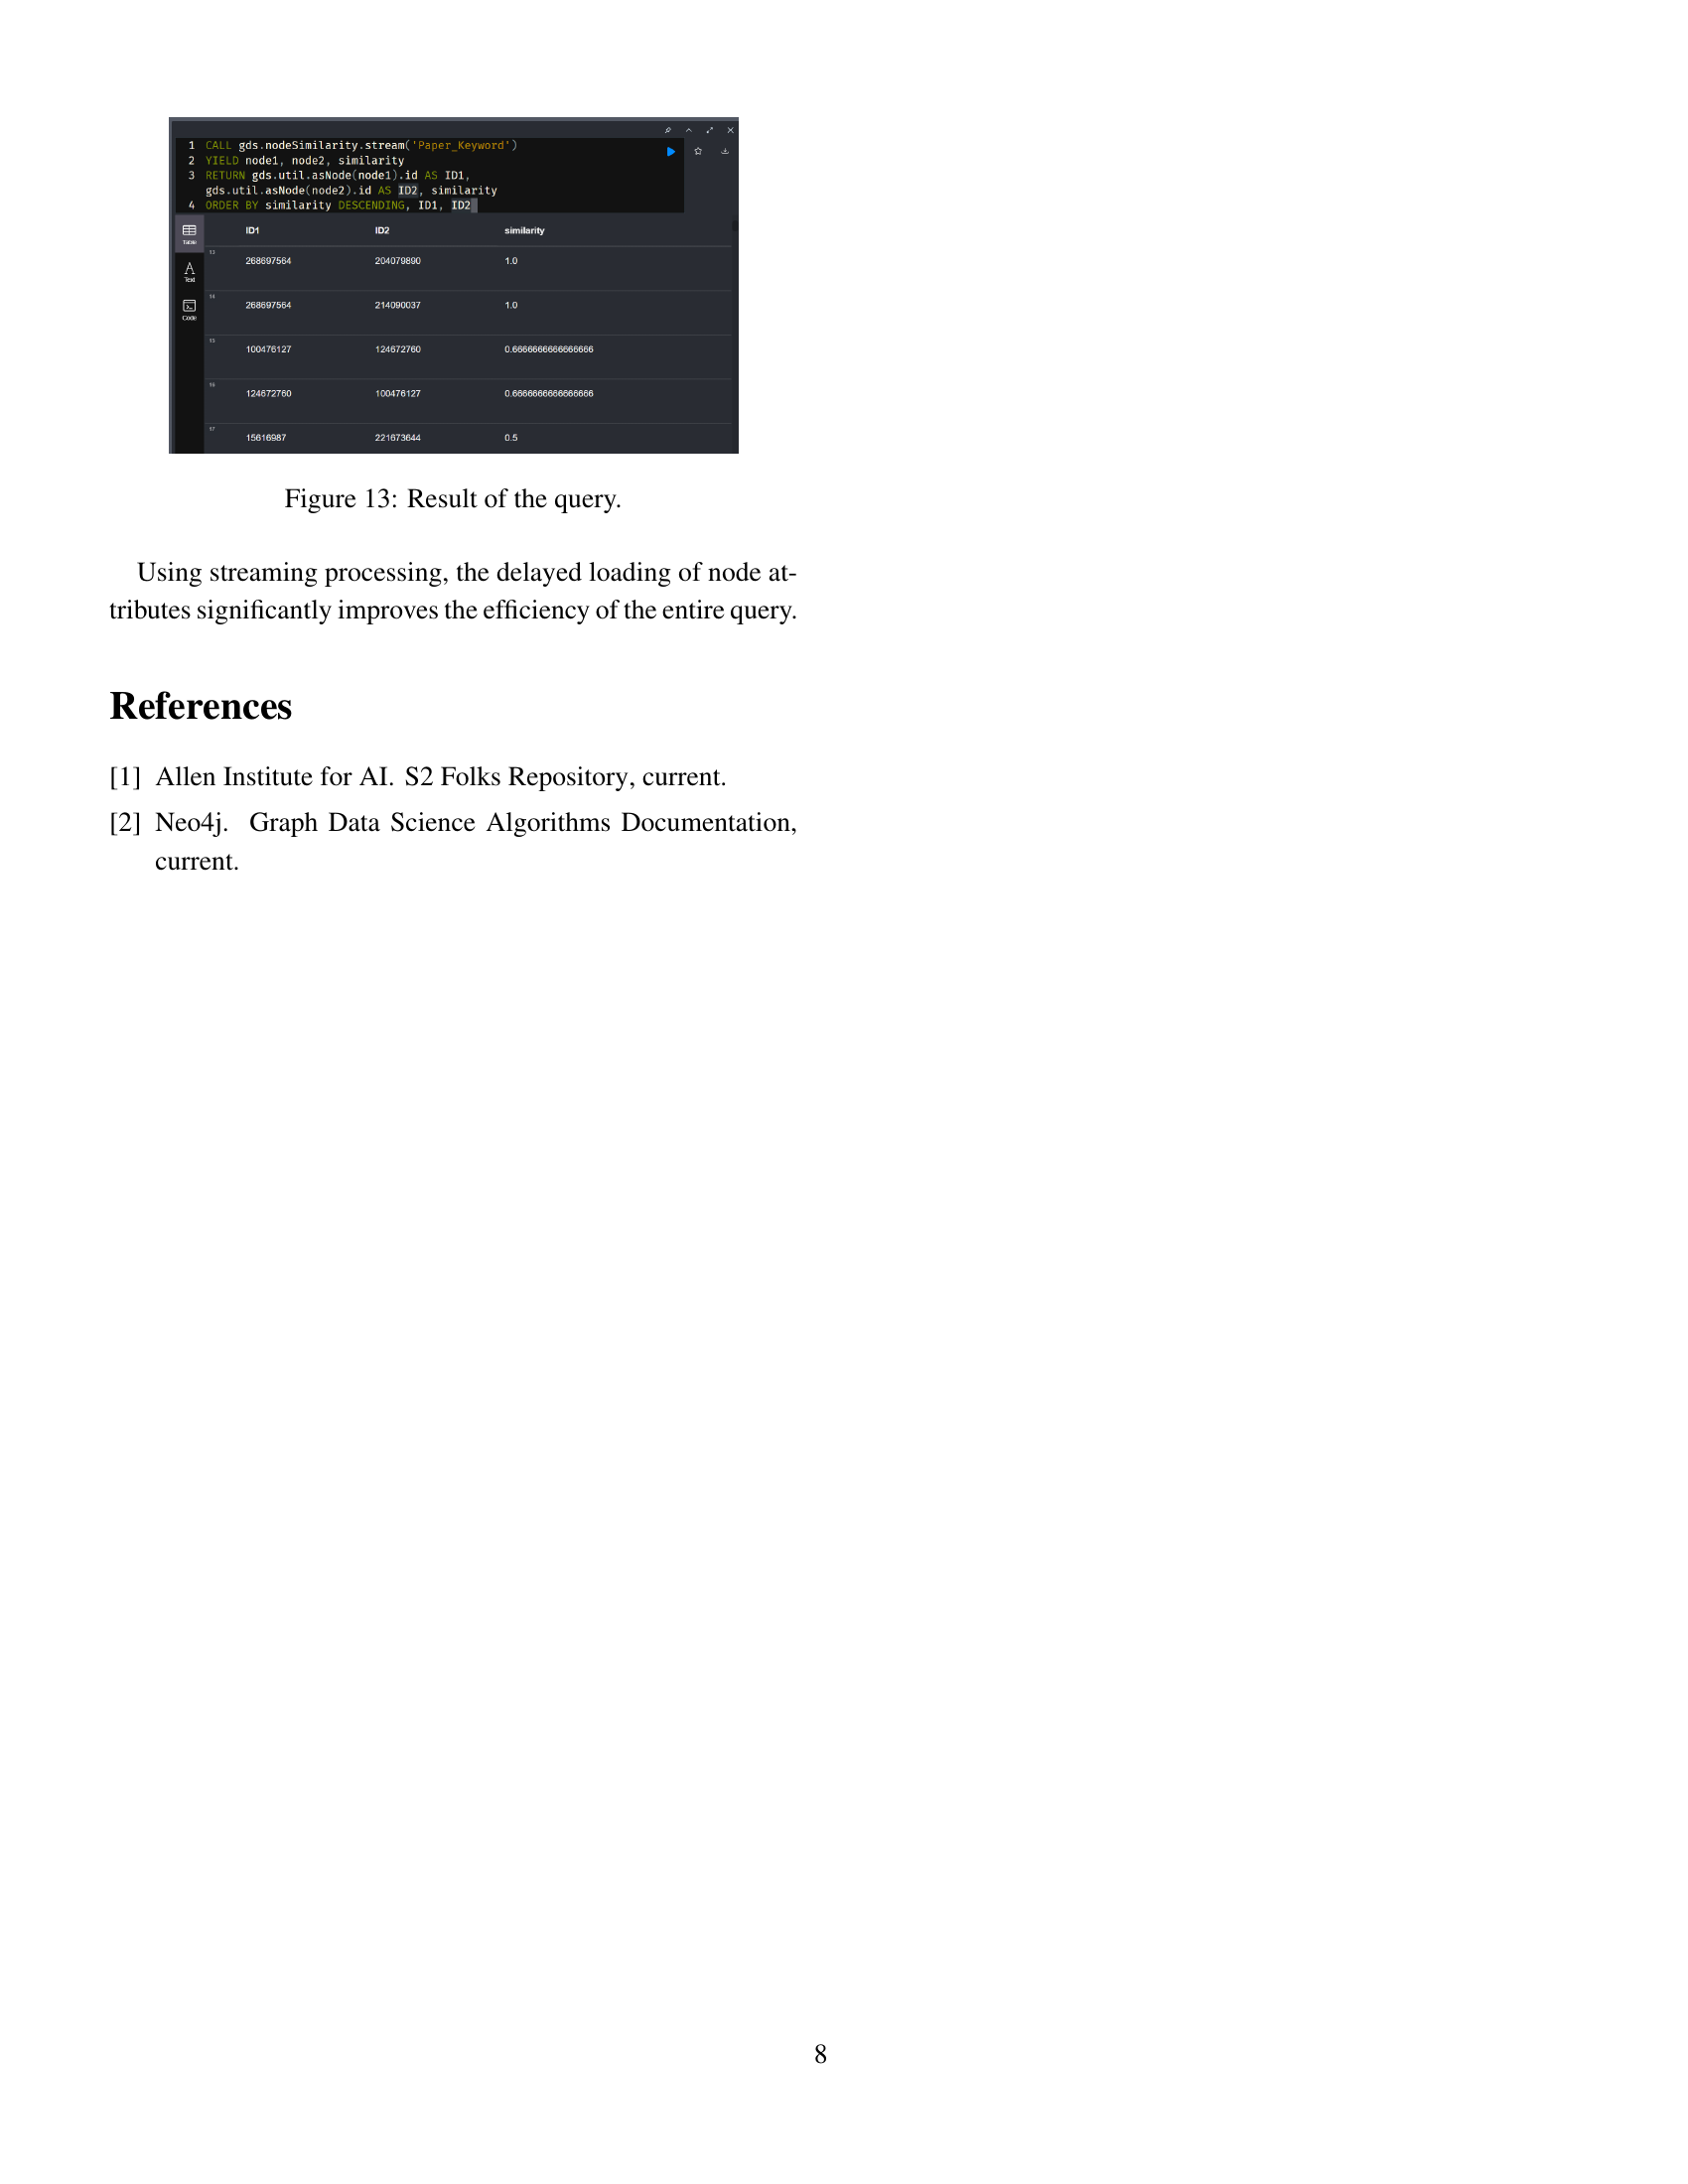 1 CALL gds.nodeSimilarity.stream('Paper_Keyword')
2 YIELD node1, node2, similarity
3 RETURN gds.util.asNode(node1).id AS ID1,
gds.util.asNode(node2).id AS ID2, similarity
4 ORDER BY similarity DESCENDING, ID1, ID2
Table
Text
Code
ID1 ID2 similarity
13 268697564 204079890 1.0
14 268697564 214090037 1.0
15 100476127 124672760 0.6666666666666666
16 124672760 100476127 0.6666666666666666
17 15616987 221673644 0.5
Figure 13: Result of the query.
Using streaming processing, the delayed loading of node at-
tributes significantly improves the efficiency of the entire query.
References
[1] Allen Institute for AI. S2 Folks Repository, current.
[2] Neo4j. Graph Data Science Algorithms Documentation,
current.
8